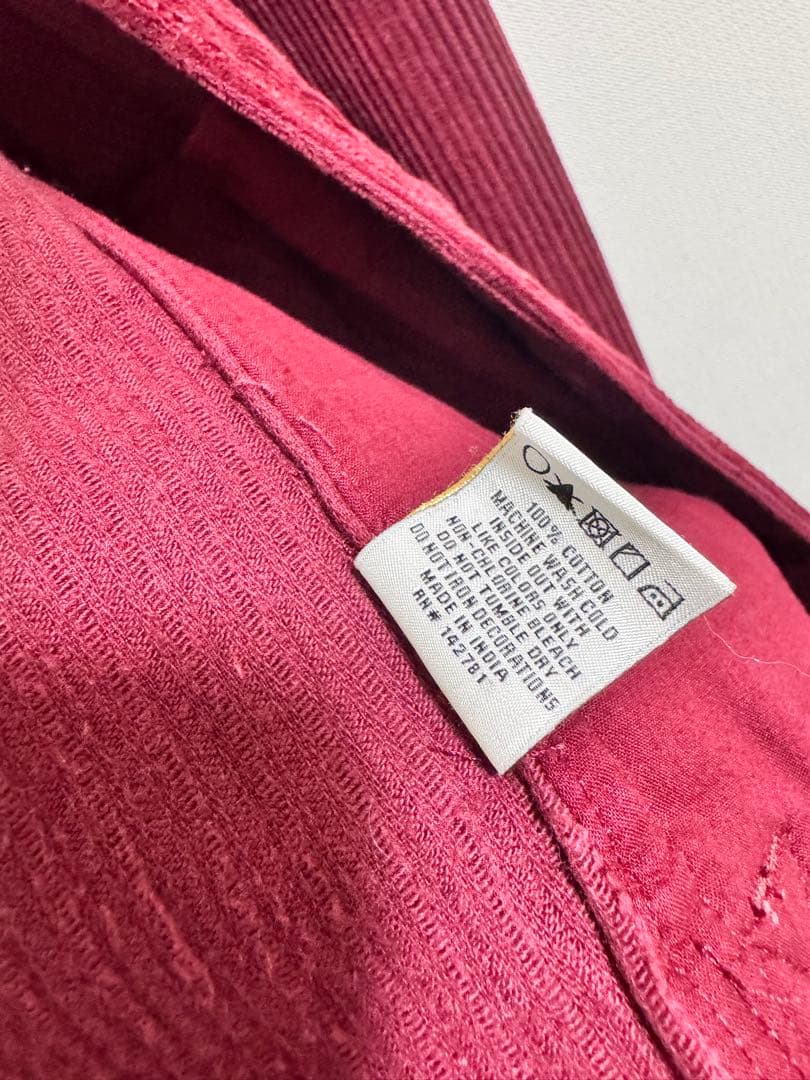 100% COTTON
MACHINE WASH COLD
INSIDE OUT WITH
LIKE COLORS ONLY
NON-CHLORINE BLEACH
DO NOT TUMBLE DRY
DO NOT IRON DECORATIONS
MADE IN INDIA
RN# 142781